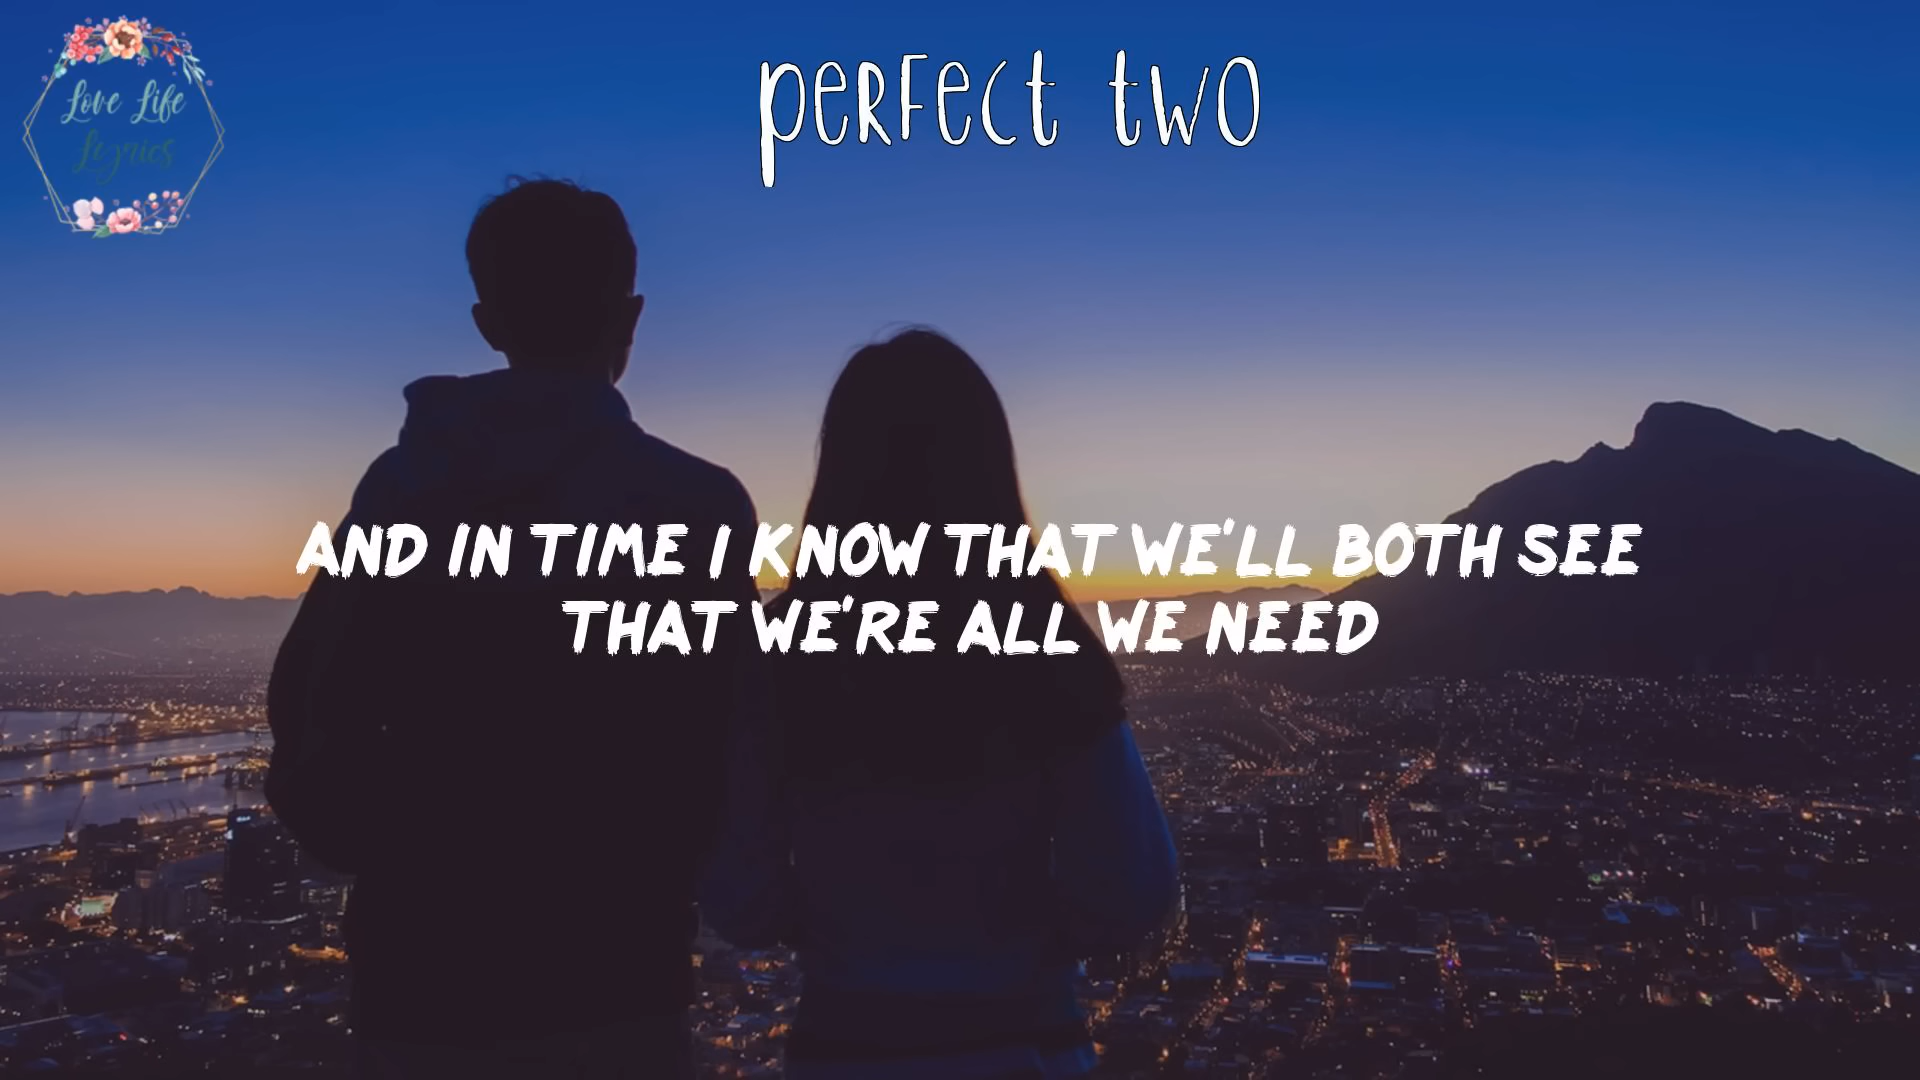 Love Life
Lyrics
perfect two
AND IN TIME I KNOW THAT WE'LL BOTH SEE
THAT WE'RE ALL WE NEED